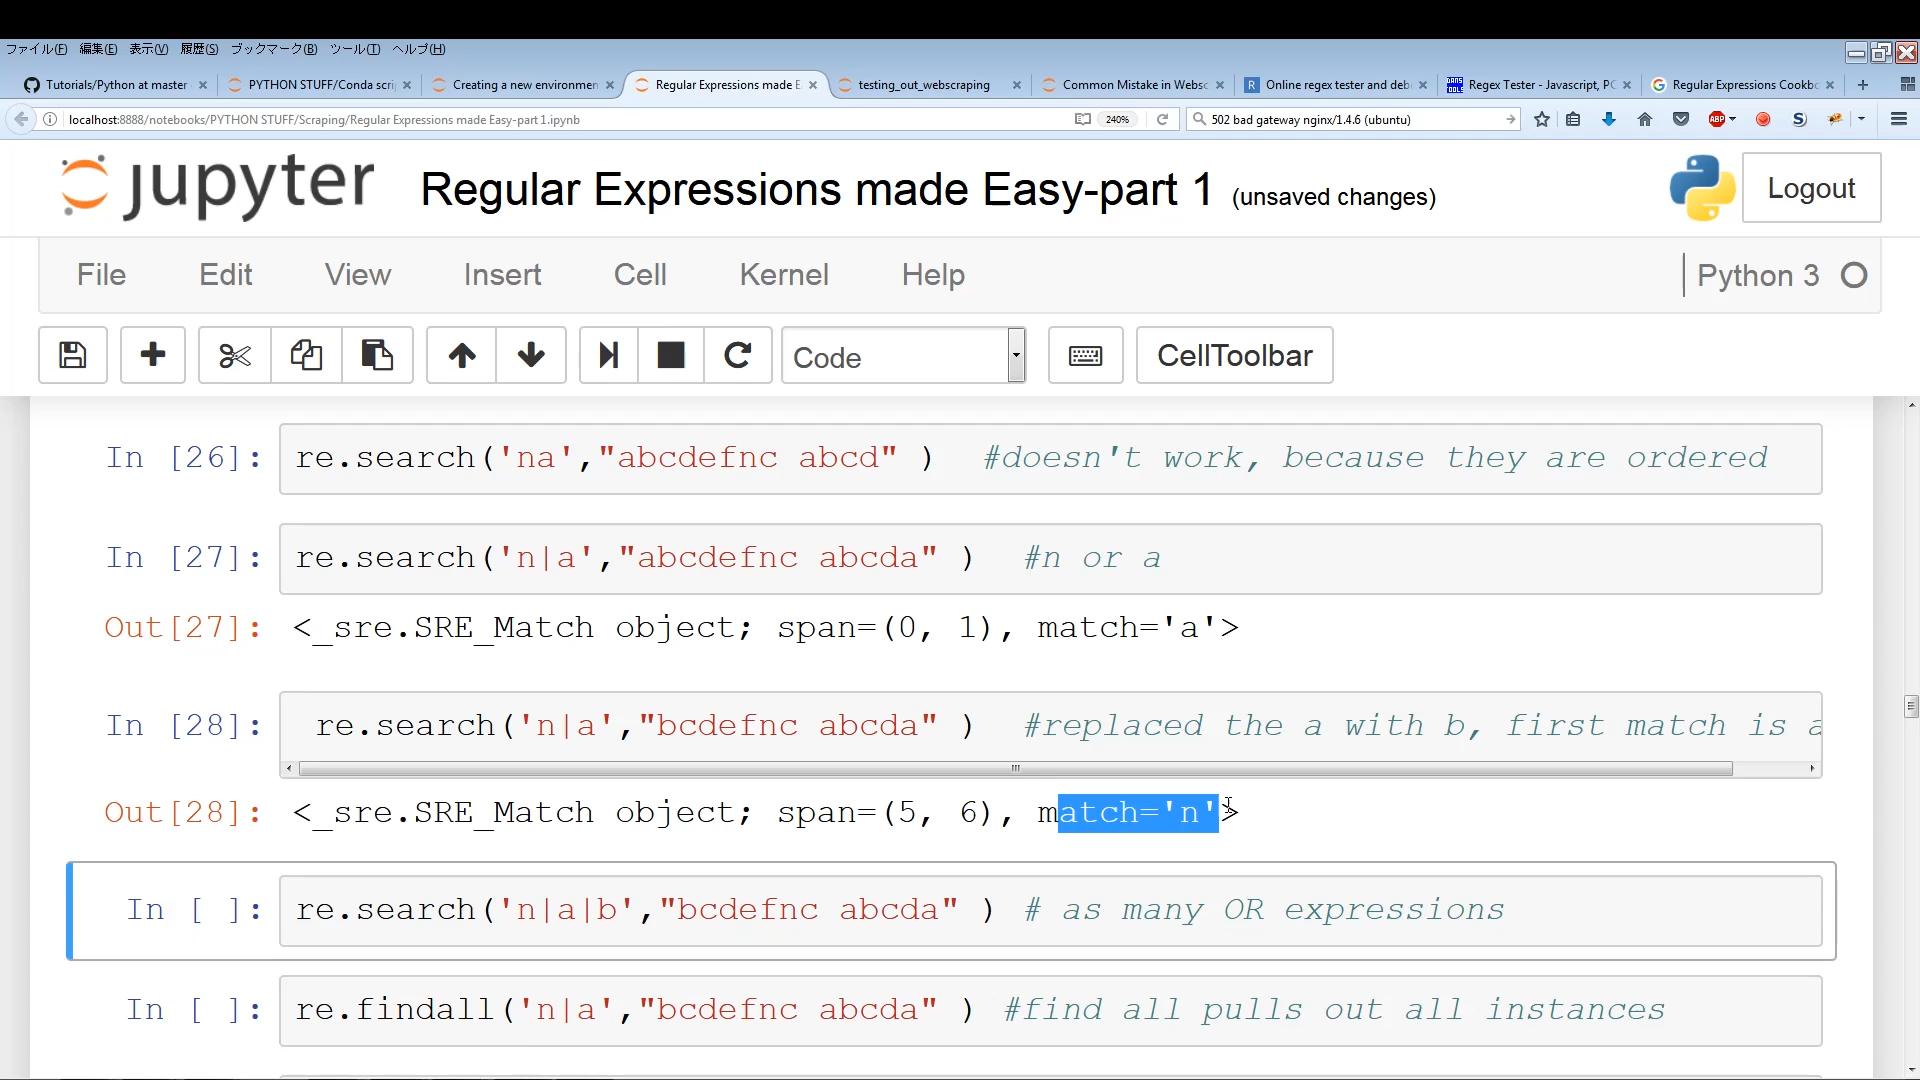 ファイル(F) 編集(E) 表示(V) 履歴(S) ブックマーク(B) ツール(T) ヘルプ(H)
Tutorials/Python at master PYTHON STUFF/Conda scri Creating a new environmen Regular Expressions made E testing_out_webscraping Common Mistake in Websc Online regex tester and deb Regex Tester - Javascript, PC Regular Expressions Cookbo
localhost:8888/notebooks/PYTHON STUFF/Scraping/Regular Expressions made Easy-part 1.ipynb 240% 502 bad gateway nginx/1.4.6 (ubuntu) ABP
jupyter Regular Expressions made Easy-part 1 (unsaved changes) Logout
File Edit View Insert Cell Kernel Help Python 3
Code CellToolbar
In [26]: re.search('na',"abcdefnc abcd" ) #doesn't work, because they are ordered
In [27]: re.search('n|a',"abcdefnc abcda" ) #n or a
Out[27]: <_sre.SRE_Match object; span=(0, 1), match='a'>
In [28]: re.search('n|a',"bcdefnc abcda" ) #replaced the a with b, first match is a
Out[28]: <_sre.SRE_Match object; span=(5, 6), match='n'>
In [ ]: re.search('n|a|b',"bcdefnc abcda" ) # as many OR expressions
In [ ]: re.findall('n|a',"bcdefnc abcda" ) #find all pulls out all instances